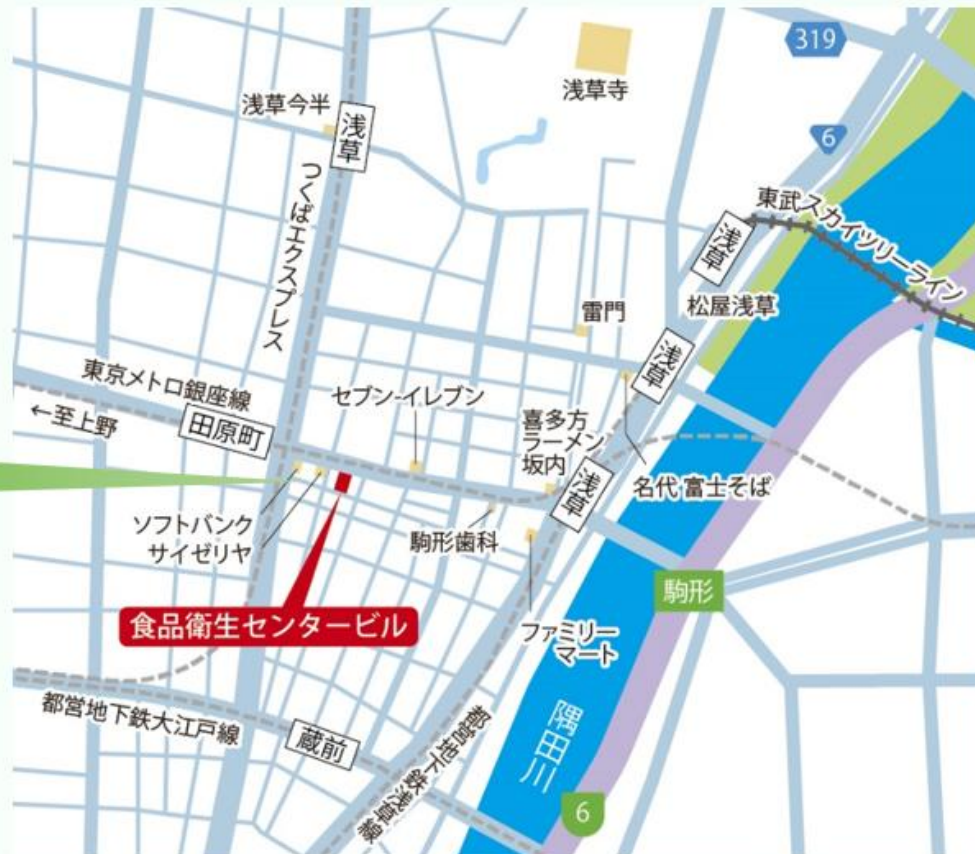 319
浅草寺
浅草今半
浅草
6
つくばエクスプレス
東武スカイツリーライン
浅草
松屋浅草
雷門
浅草
東京メトロ銀座線
セブン-イレブン
←至上野
田原町
喜多方
ラーメン
坂内
浅草
名代 富士そば
ソフトバンク
サイゼリヤ
駒形歯科
駒形
食品衛生センタービル
ファミリー
マート
都営地下鉄大江戸線
蔵前
都営地下鉄浅草線
隅田川
6